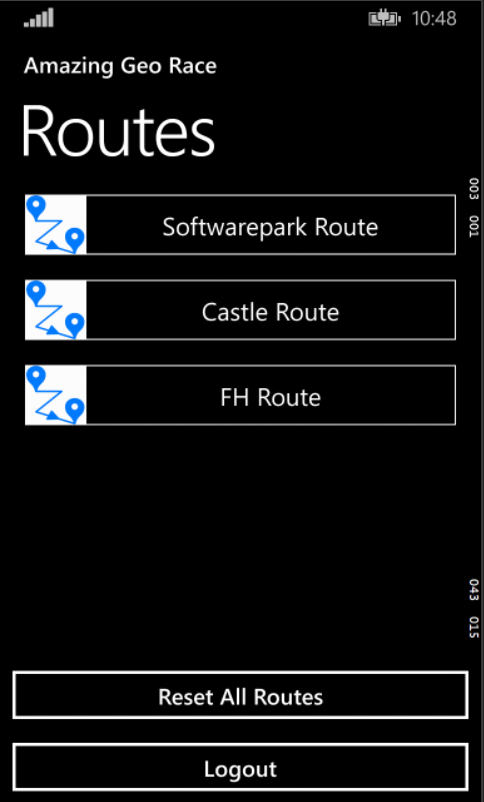 10:48
Amazing Geo Race
Routes
003 001
Softwarepark Route
Castle Route
FH Route
043 015
Reset All Routes
Logout